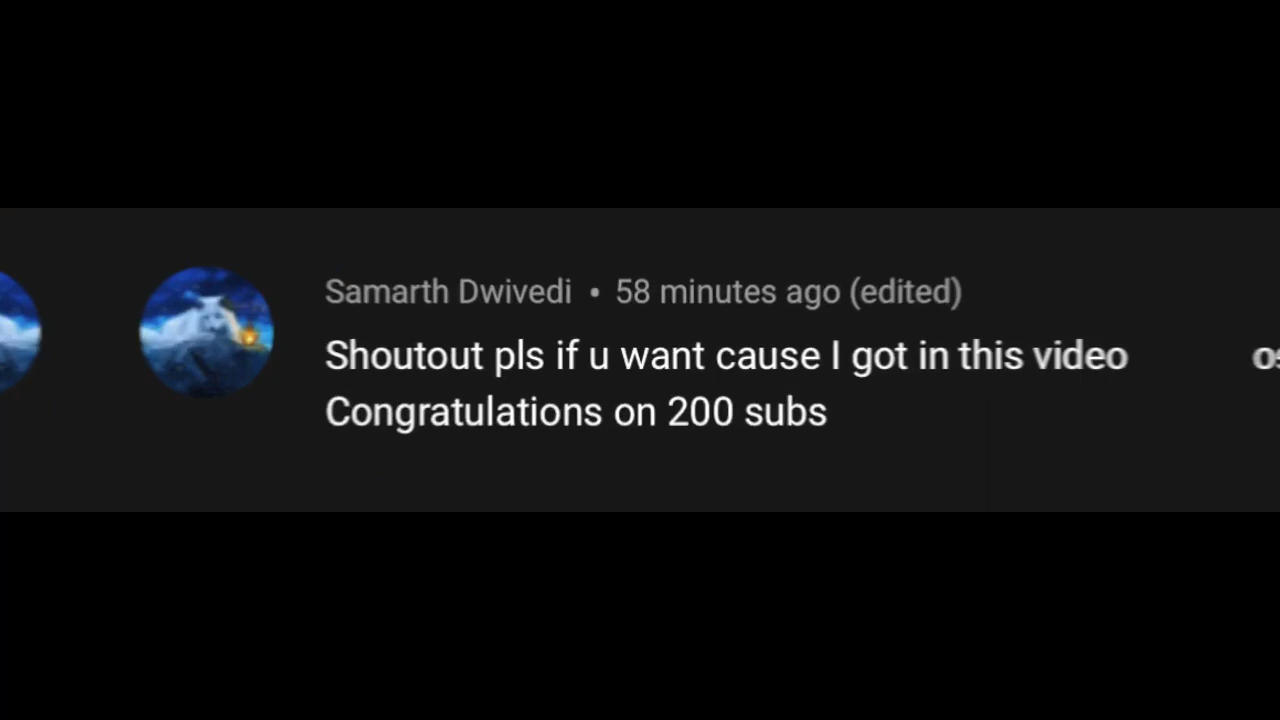 Samarth Dwivedi • 58 minutes ago (edited)
Shoutout pls if u want cause I got in this video
Congratulations on 200 subs